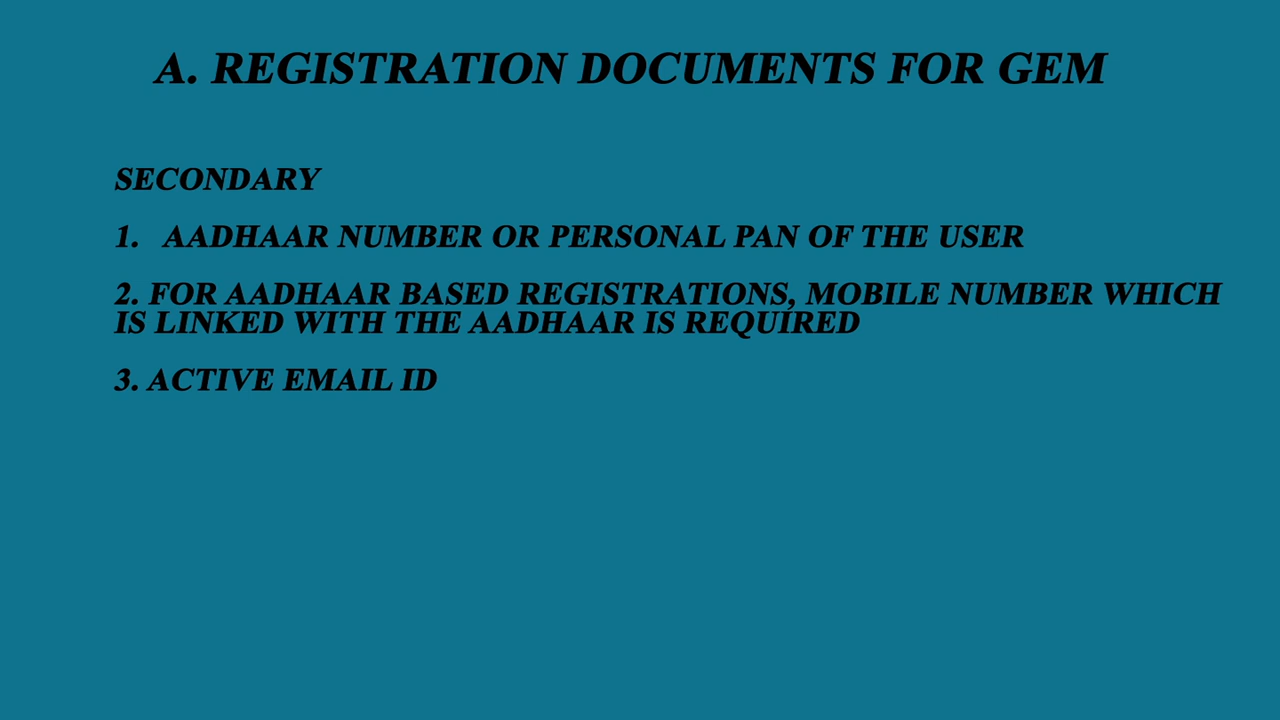 A. REGISTRATION DOCUMENTS FOR GEM
SECONDARY
1. AADHAAR NUMBER OR PERSONAL PAN OF THE USER
2. FOR AADHAAR BASED REGISTRATIONS, MOBILE NUMBER WHICH
IS LINKED WITH THE AADHAAR IS REQUIRED
3. ACTIVE EMAIL ID